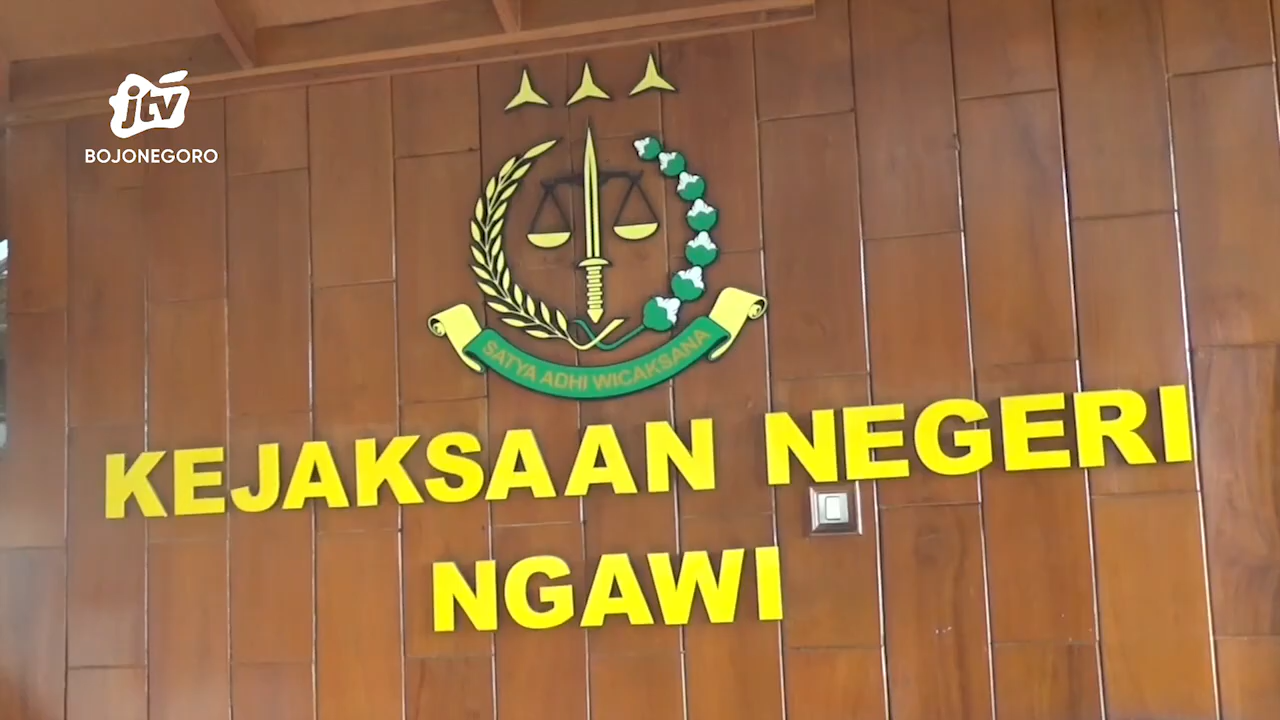 jtv
BOJONEGORO
SATYA ADHI WICAKSANA
KEJAKSAAN NEGERI
NGAWI